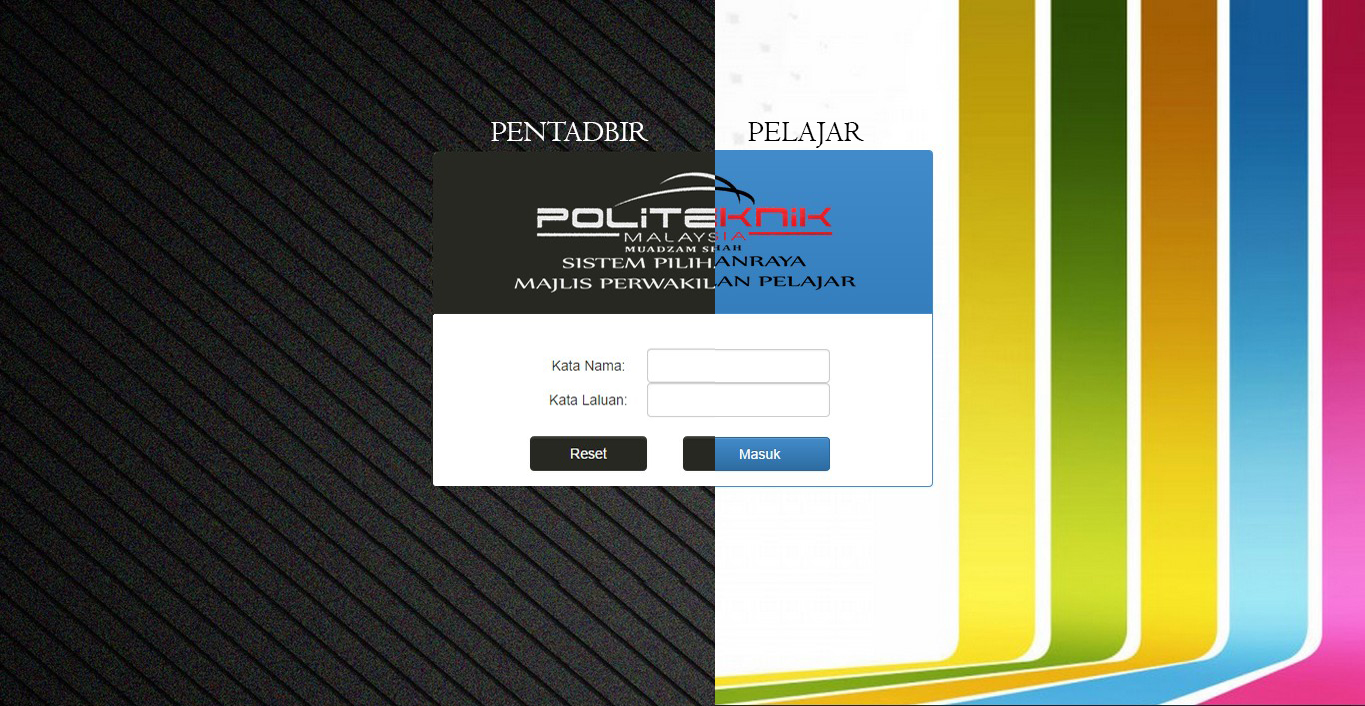 PENTADBIR PELAJAR
POLiTEKNiK
MALAYSIA
MUADZAM SHAH
SISTEM PILIHANRAYA
MAJLIS PERWAKILAN PELAJAR
Kata Nama:
Kata Laluan:
Reset Masuk